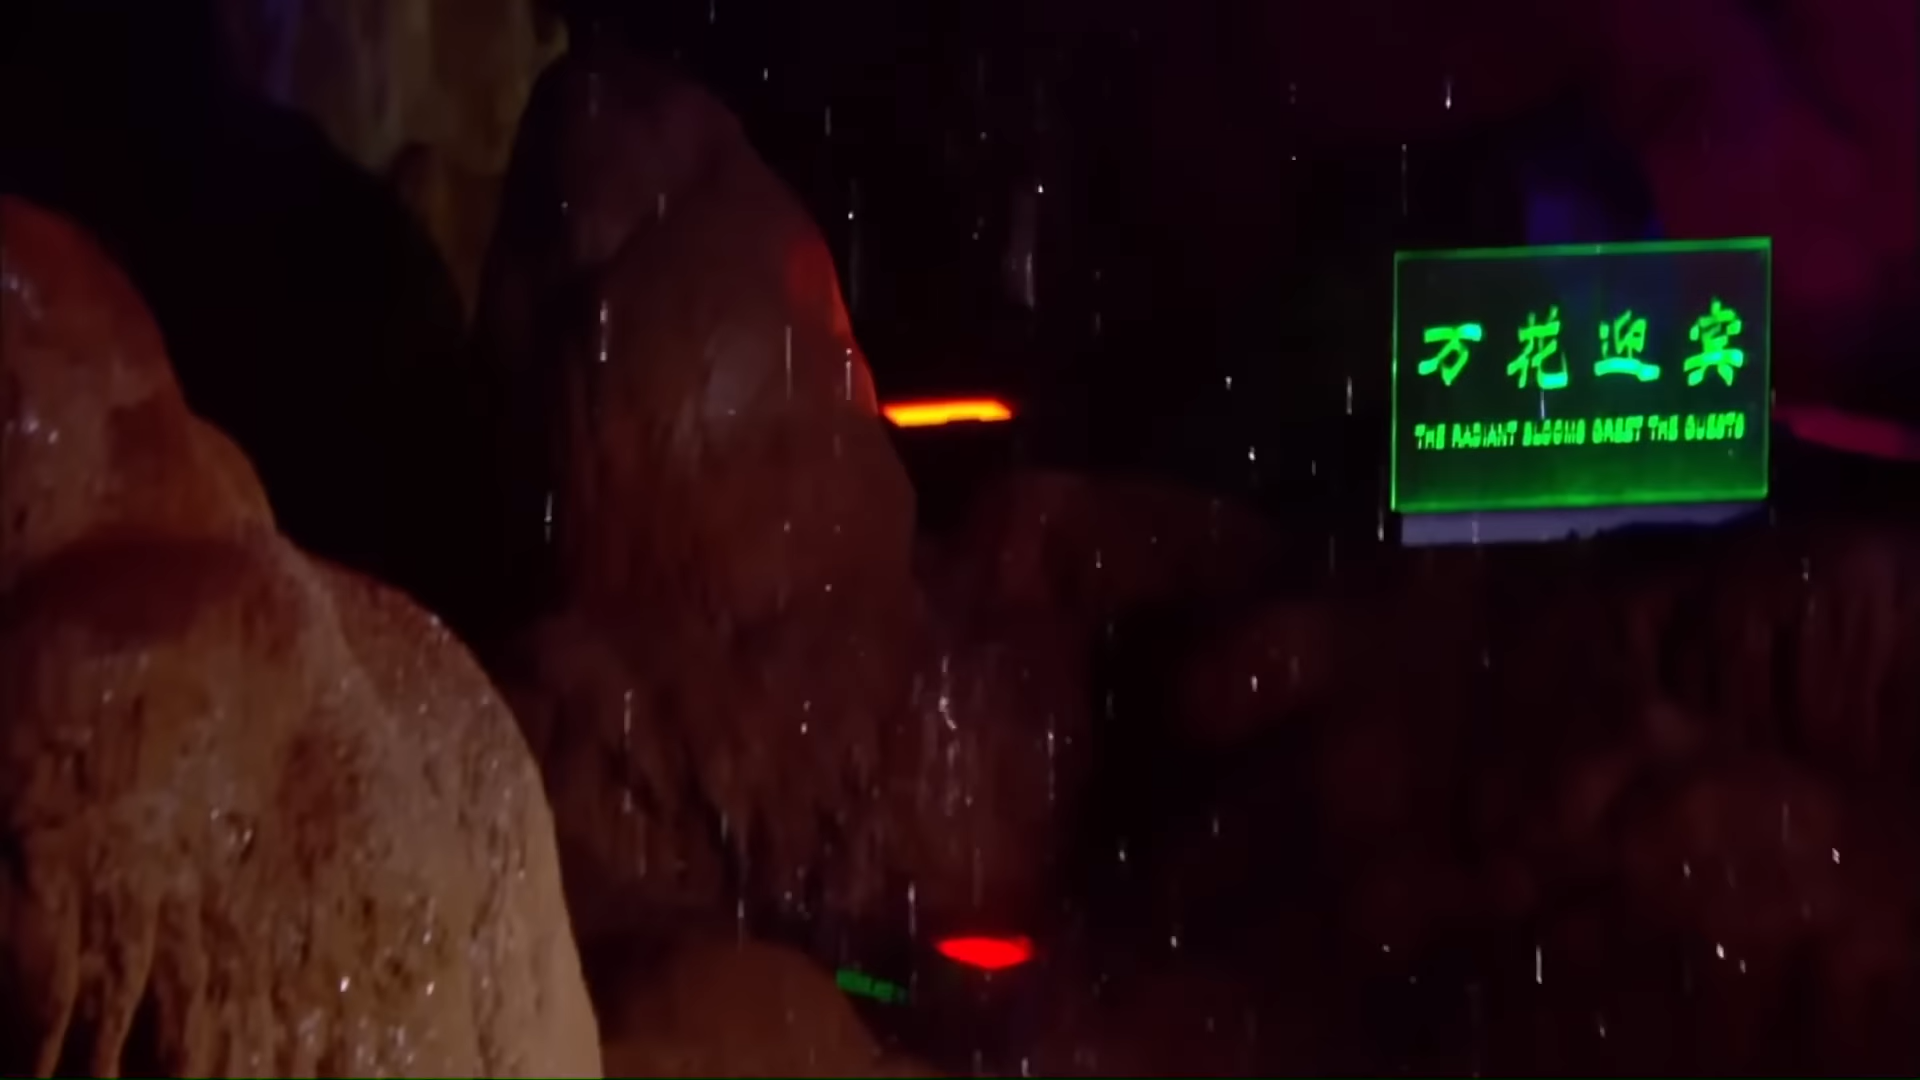 万花迎宾
THE RADIANT BLOOMS GREET THE GUESTS